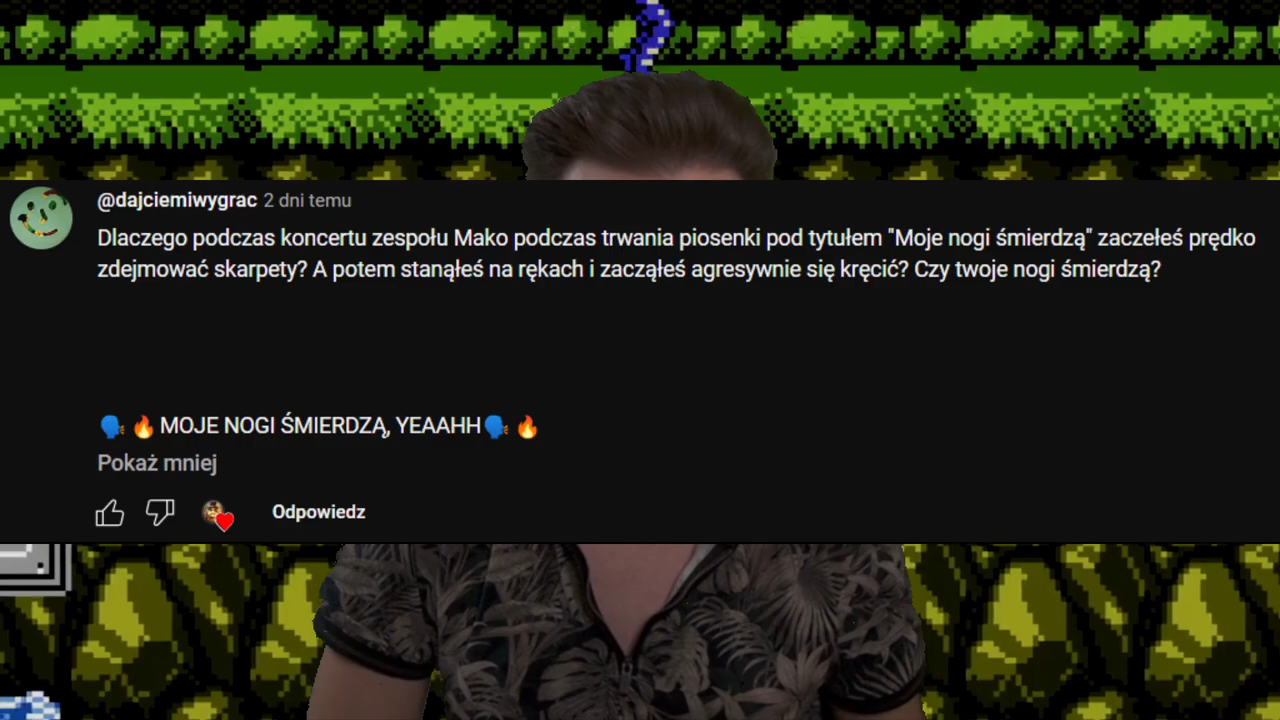 @dajciemiwygrac 2 dni temu
Dlaczego podczas koncertu zespołu Mako podczas trwania piosenki pod tytułem "Moje nogi śmierdzą" zaczełeś prędko
zdejmować skarpety? A potem stanąłeś na rękach i zacząłeś agresywnie się kręcić? Czy twoje nogi śmierdzą?
🗣️🔥MOJE NOGI ŚMIERDZĄ, YEAAHH🗣️🔥
Pokaż mniej
Odpowiedz